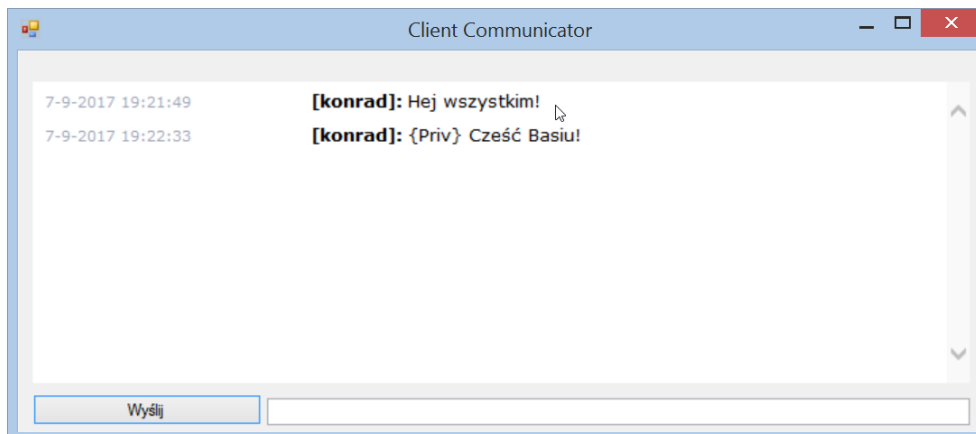 Client Communicator
7-9-2017 19:21:49 [konrad]: Hej wszystkim!
7-9-2017 19:22:33 [konrad]: {Priv} Cześć Basiu!
Wyślij